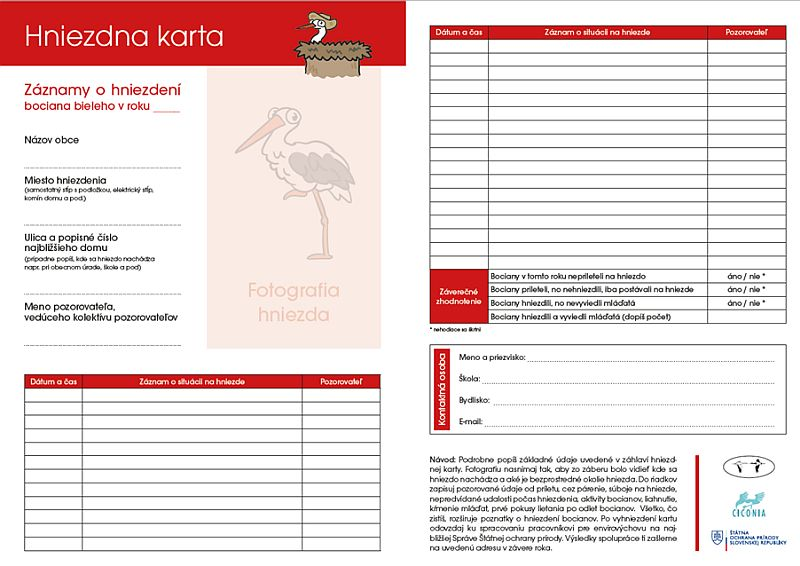 Hniezdna karta
Záznamy o hniezdení
bociana bieleho v roku _____
Názov obce
Miesto hniezdenia
(samostatný stĺp s podložkou, elektrický stĺp,
komín domu a pod.)
Ulica a popisné číslo
najbližšieho domu
(prípadne popíš, kde sa hniezdo nachádza
napr. pri obecnom úrade, škole a pod)
Meno pozorovateľa,
vedúceho kolektívu pozorovateľov
Fotografia
hniezda
Dátum a čas Záznam o situácii na hniezde Pozorovateľ
Dátum a čas Záznam o situácii na hniezde Pozorovateľ
Záverečné
zhodnotenie
Bociany v tomto roku neprileteli na hniezdo áno / nie *
Bociany prileteli, no nehniezdili, iba postávali na hniezde áno / nie *
Bociany hniezdili, no nevyviedli mláďatá áno / nie *
Bociany hniezdili a vyviedli mláďatá (dopíš počet)
* nehodiace sa škrtni
Kontaktná osoba
Meno a priezvisko:
Škola:
Bydlisko:
E-mail:
Návod: Podrobne popíš základné údaje uvedené v záhlaví hniezd-
nej karty. Fotografiu nasnímaj tak, aby zo záberu bolo vidieť kde sa
hniezdo nachádza a aké je bezprostredné okolie hniezda. Do riadkov
zapisuj pozorované údaje od príletu, cez párenie, súboje na hniezde,
nepredvídané udalosti počas hniezdenia, aktivity bocianov, liahnutie,
kŕmenie mláďat, prvé pokusy lietania po odlet bocianov. Všetko, čo
zistíš, rozširuje poznatky o hniezdení bocianov. Po vyhniezdení kartu
odovzdaj ku spracovaniu pracovníkovi pre envirovýchovu na naj-
bližšej Správe Štátnej ochrany prírody. Výsledky spolupráce ti zašleme
na uvedenú adresu v závere roka.
CICONIA
ŠTÁTNA
OCHRANA PRÍRODY
SLOVENSKEJ REPUBLIKY